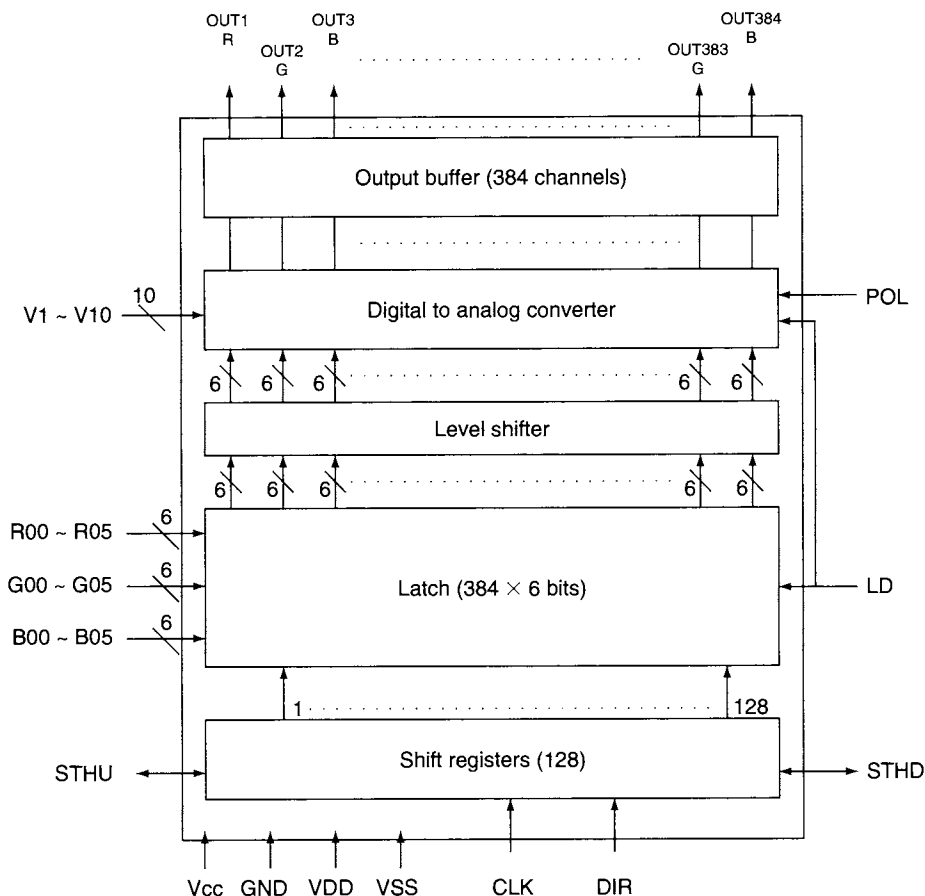 OUT1
R
OUT2
G
OUT3
B
OUT383
G
OUT384
B
Output buffer (384 channels)
V1 ~ V10
10
Digital to analog converter
POL
6
6
6
6
6
Level shifter
6
6
6
6
6
R00 ~ R05
6
G00 ~ G05
6
B00 ~ B05
6
Latch (384 × 6 bits)
LD
1
128
STHU
Shift registers (128)
STHD
Vcc
GND
VDD
VSS
CLK
DIR